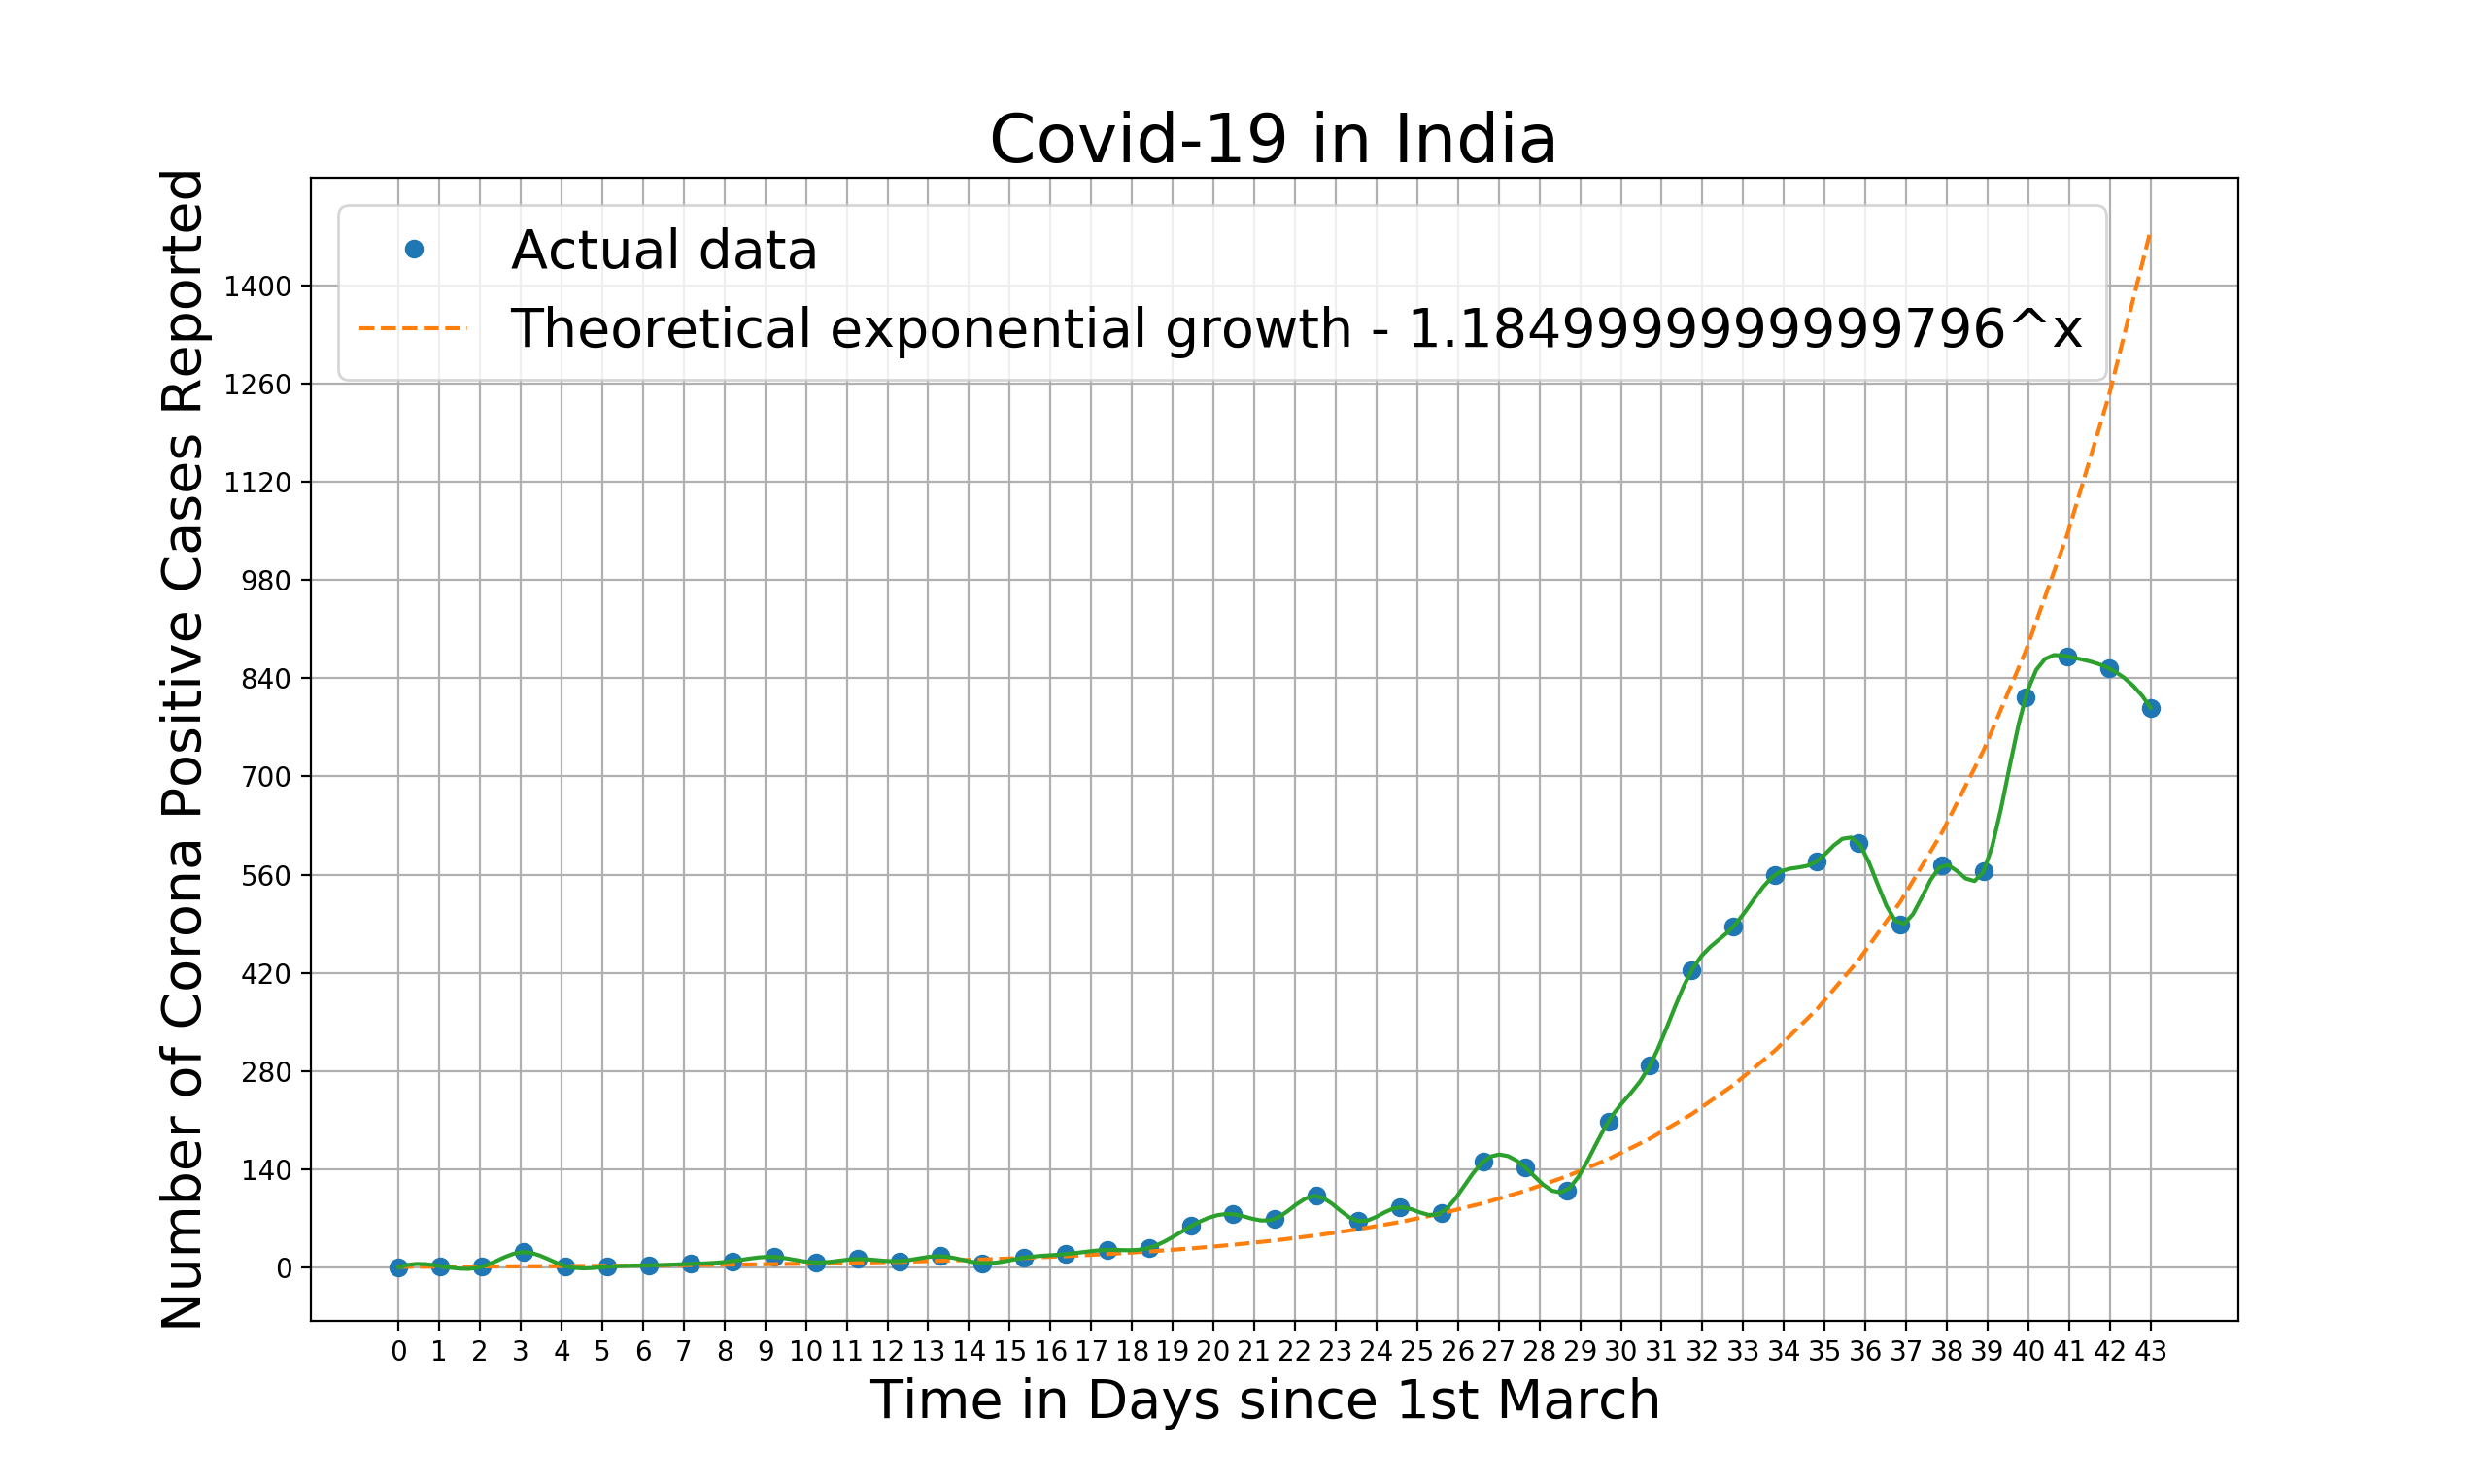 Covid-19 in India
Number of Corona Positive Cases Reported
Actual data
Theoretical exponential growth - 1.1849999999999796^x
1400
1260
1120
980
840
700
560
420
280
140
0
0 1 2 3 4 5 6 7 8 9 10 11 12 13 14 15 16 17 18 19 20 21 22 23 24 25 26 27 28 29 30 31 32 33 34 35 36 37 38 39 40 41 42 43
Time in Days since 1st March